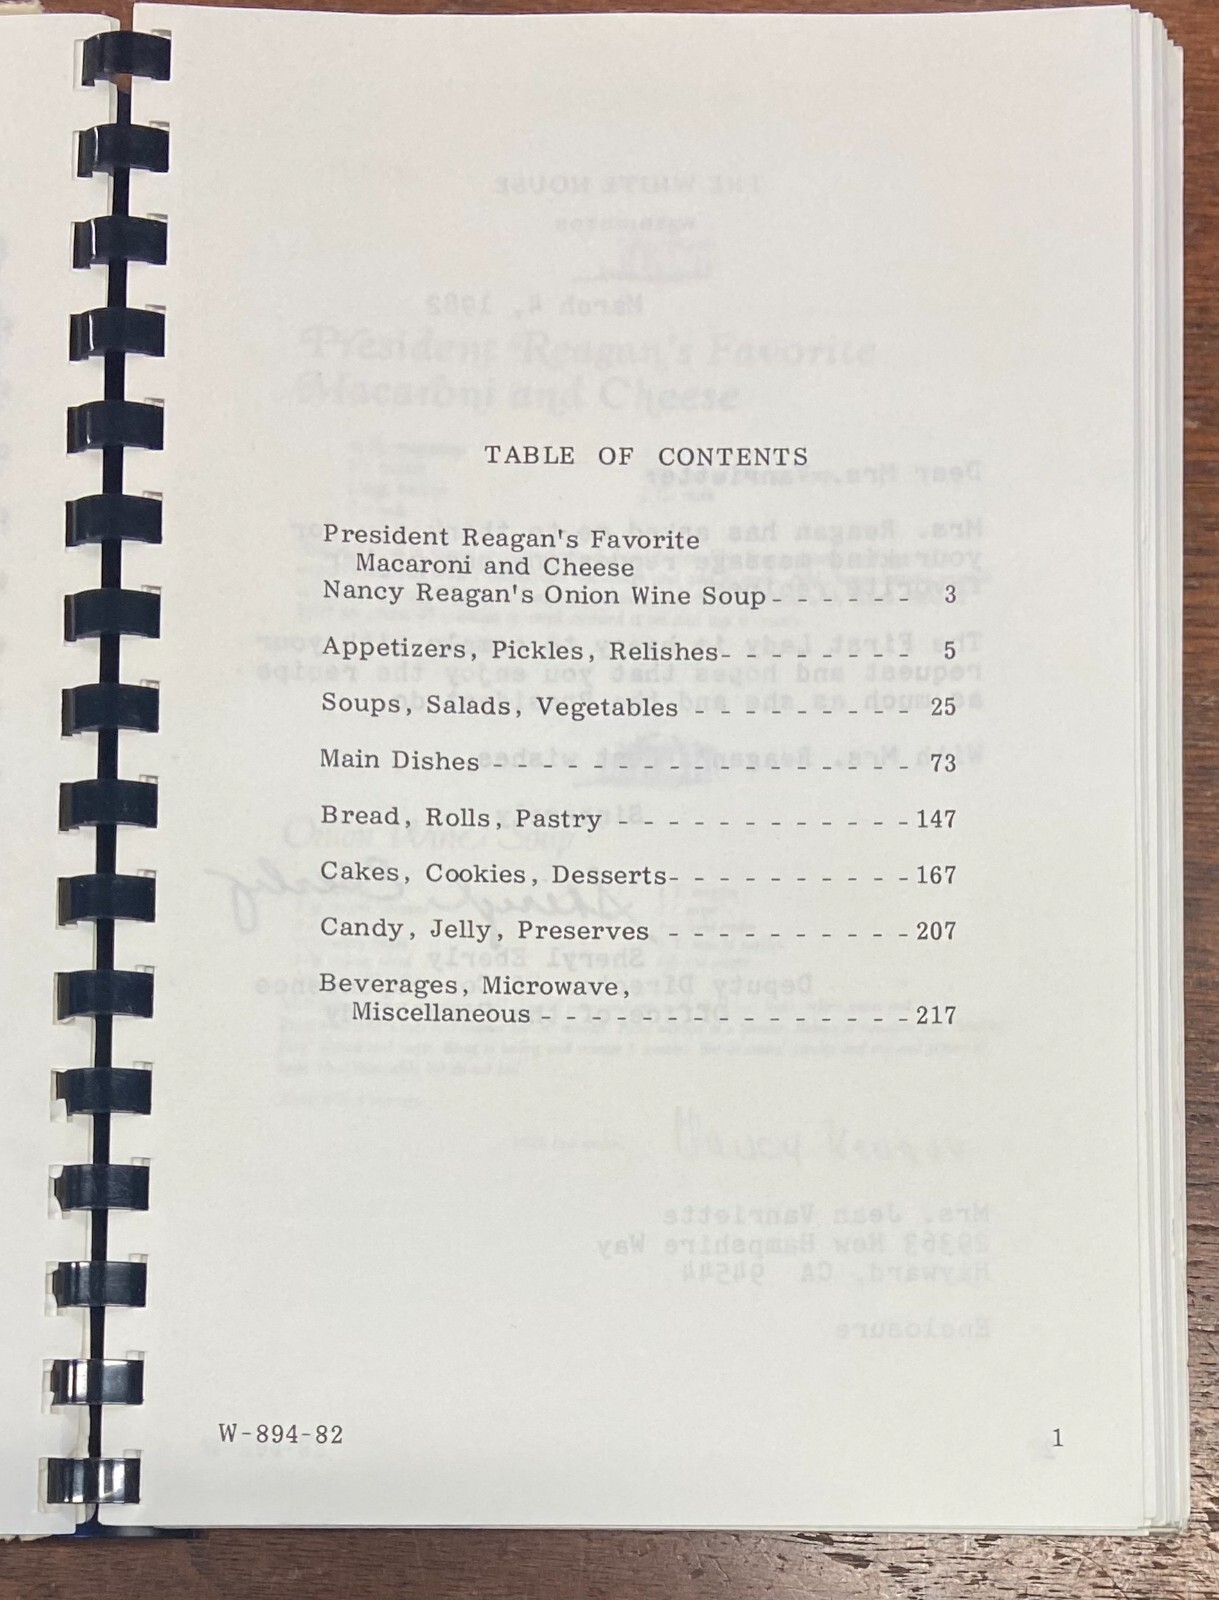 TABLE OF CONTENTS
President Reagan's Favorite
Macaroni and Cheese
Nancy Reagan's Onion Wine Soup - - - - - - 3
Appetizers, Pickles, Relishes - - - - - - - - 5
Soups, Salads, Vegetables - - - - - - - - - 25
Main Dishes - - - - - - - - - - - - - - - - - 73
Bread, Rolls, Pastry - - - - - - - - - - - - 147
Cakes, Cookies, Desserts - - - - - - - - - - 167
Candy, Jelly, Preserves - - - - - - - - - - 207
Beverages, Microwave,
Miscellaneous - - - - - - - - - - - - - - - 217
W-894-82
1